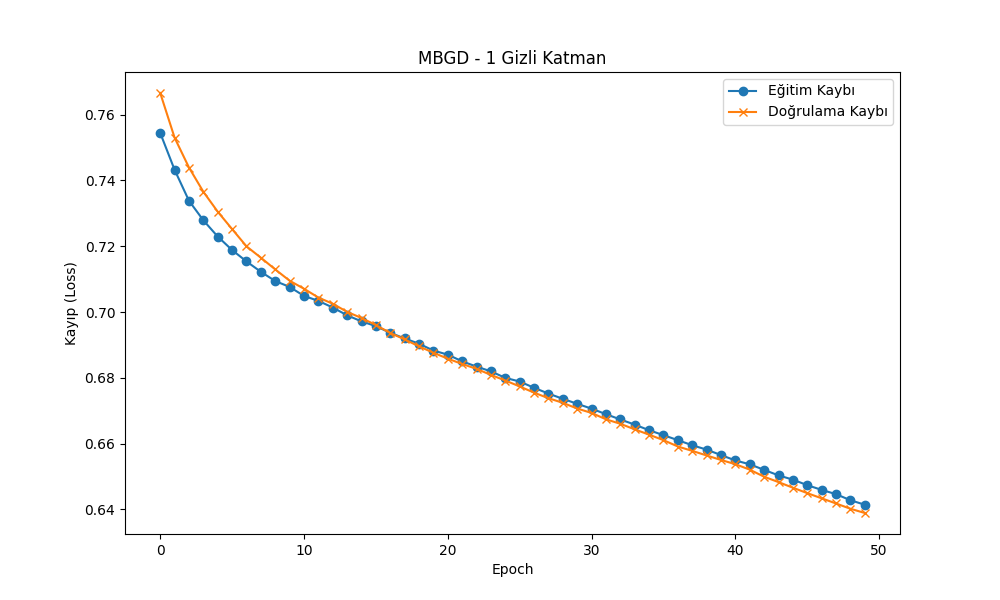 MBGD - 1 Gizli Katman
Eğitim Kaybı
Doğrulama Kaybı
Kayıp (Loss)
0.76
0.74
0.72
0.70
0.68
0.66
0.64
0
10
20
30
40
50
Epoch